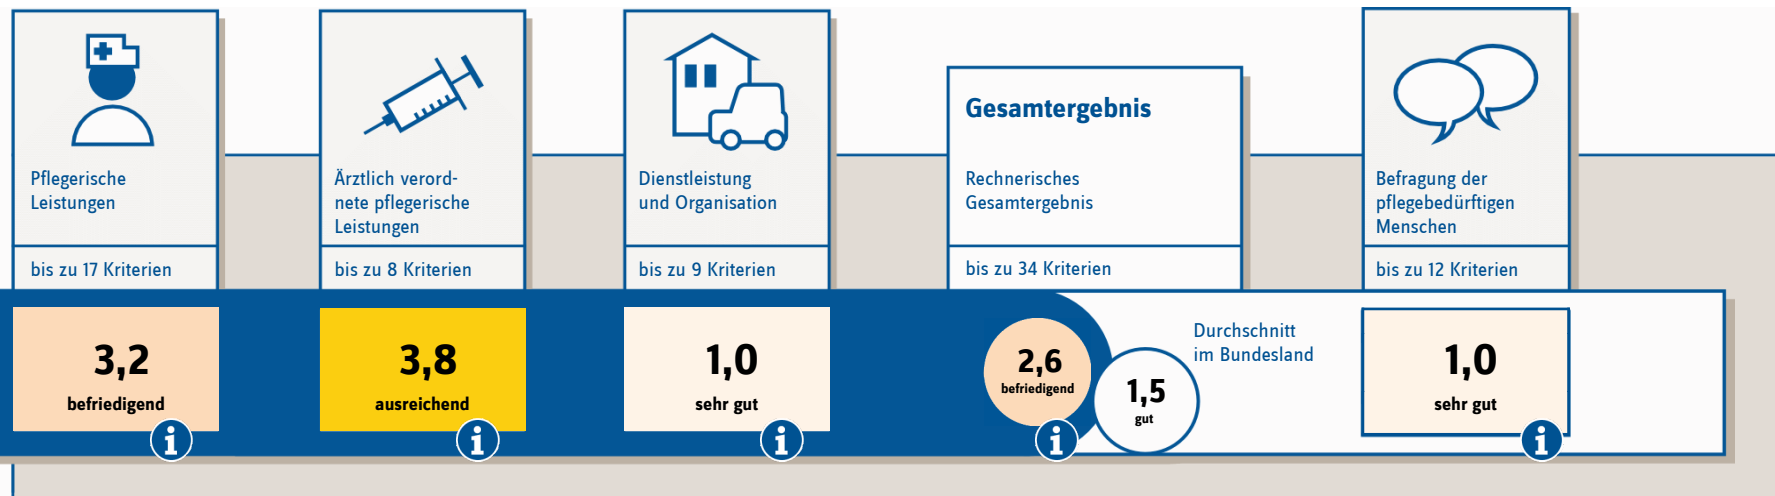 Pflegerische
Leistungen
bis zu 17 Kriterien
3,2
befriedigend
i
Ärztlich verord-
nete pflegerische
Leistungen
bis zu 8 Kriterien
3,8
ausreichend
i
Dienstleistung
und Organisation
bis zu 9 Kriterien
1,0
sehr gut
i
Gesamtergebnis
Rechnerisches
Gesamtergebnis
bis zu 34 Kriterien
2,6
befriedigend
i
1,5
gut
Durchschnitt
im Bundesland
Befragung der
pflegebedürftigen
Menschen
bis zu 12 Kriterien
1,0
sehr gut
i